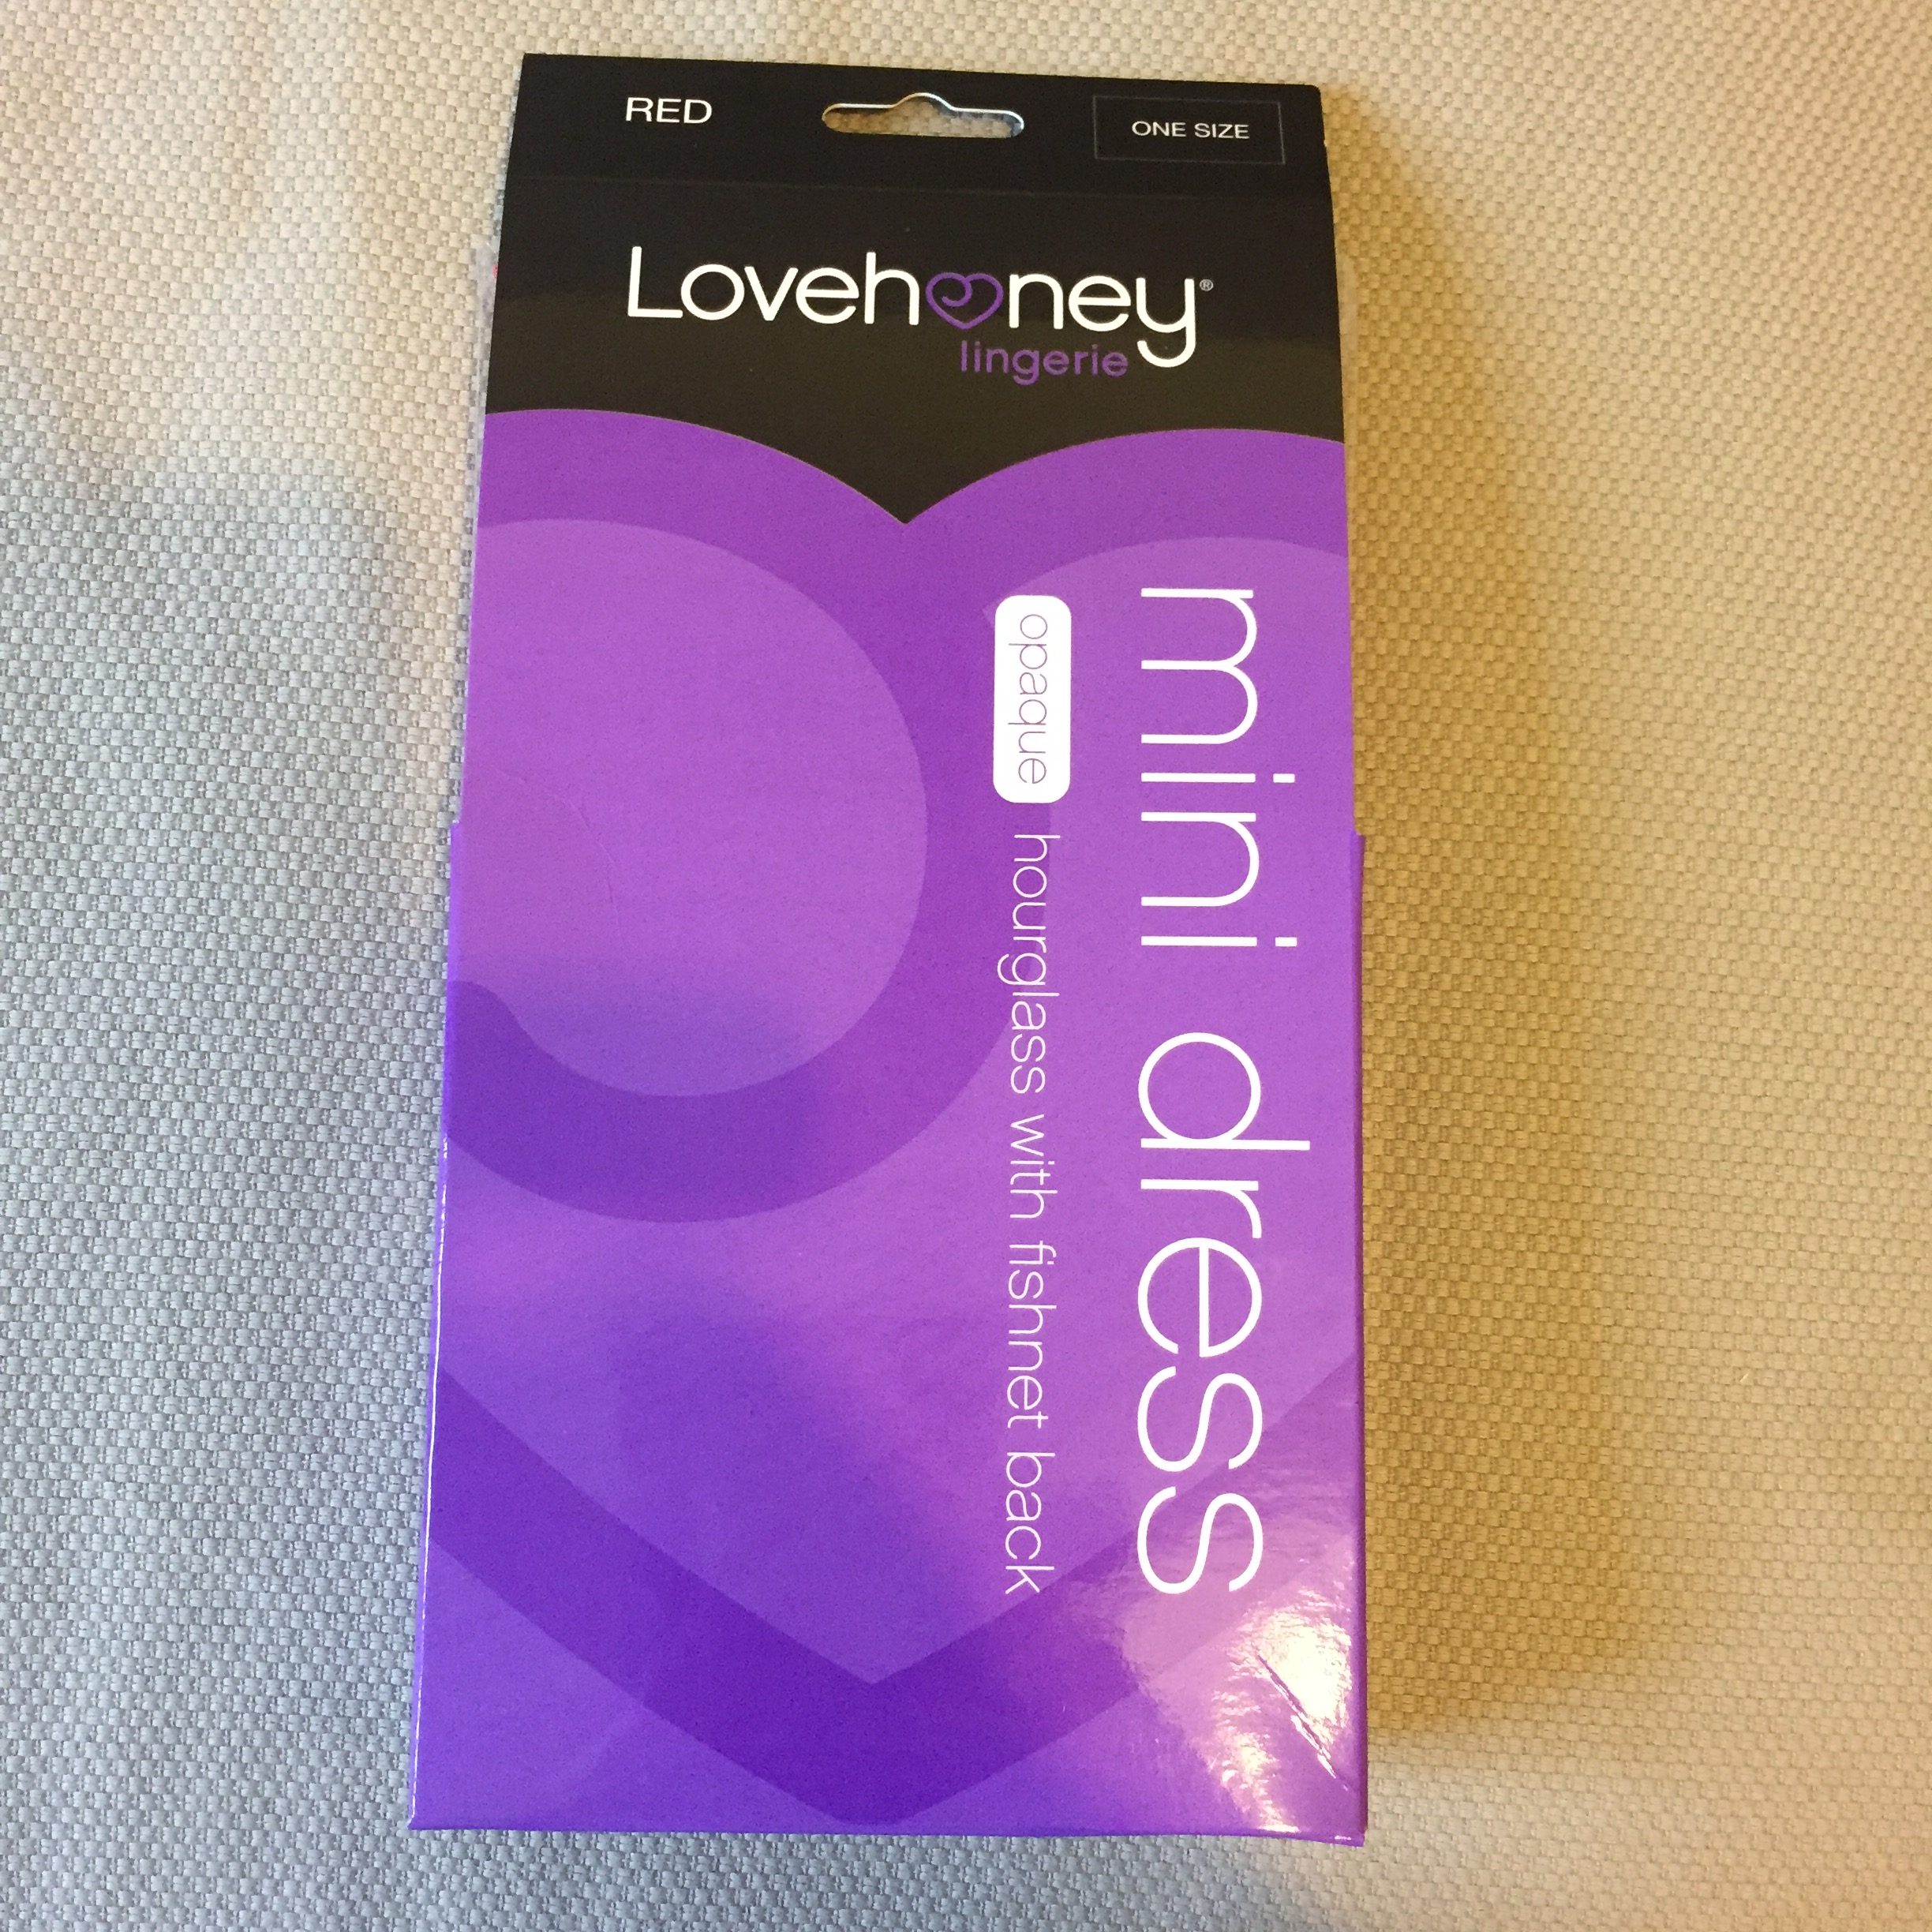 RED
ONE SIZE
Lovehoney®
lingerie
mini dress
opaque hourglass with fishnet back